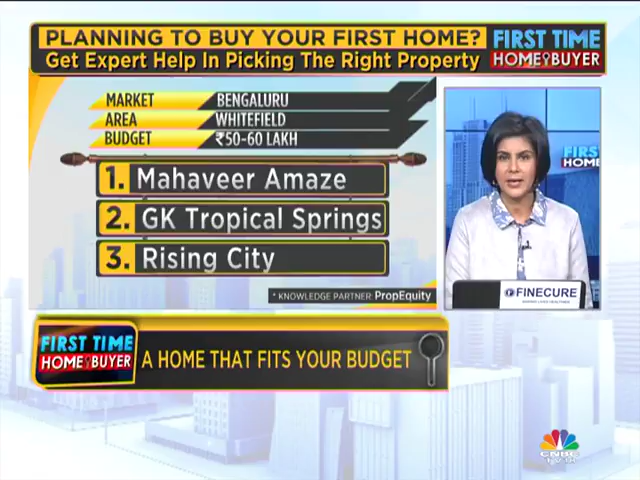 PLANNING TO BUY YOUR FIRST HOME?
Get Expert Help In Picking The Right Property
FIRST TIME
HOME BUYER
MARKET BENGALURU
AREA WHITEFIELD
BUDGET ₹50-60 LAKH
1. Mahaveer Amaze
2. GK Tropical Springs
3. Rising City
* KNOWLEDGE PARTNER: PropEquity
FIRST
HOME
FINECURE
FIRST TIME
HOME BUYER
A HOME THAT FITS YOUR BUDGET
CNBC
TV18